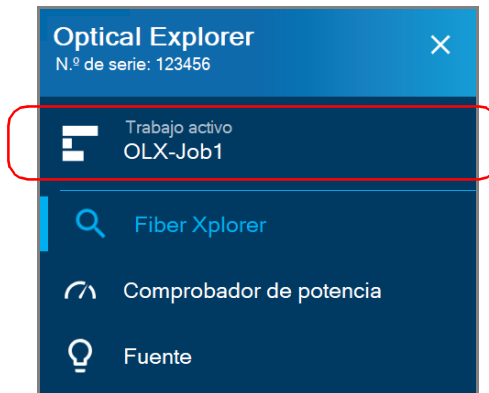 Optical Explorer
N.º de serie: 123456
Trabajo activo
OLX-Job1
Fiber Xplorer
Comprobador de potencia
Fuente